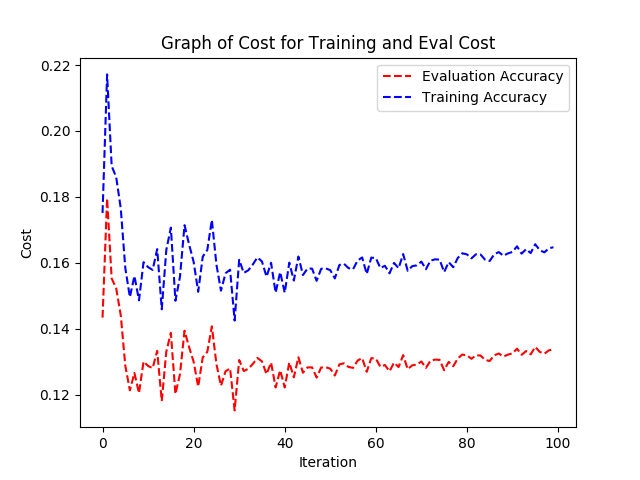 Graph of Cost for Training and Eval Cost
Evaluation Accuracy
Training Accuracy
0.22
0.20
0.18
0.16
0.14
0.12
Cost
0
20
40
60
80
100
Iteration